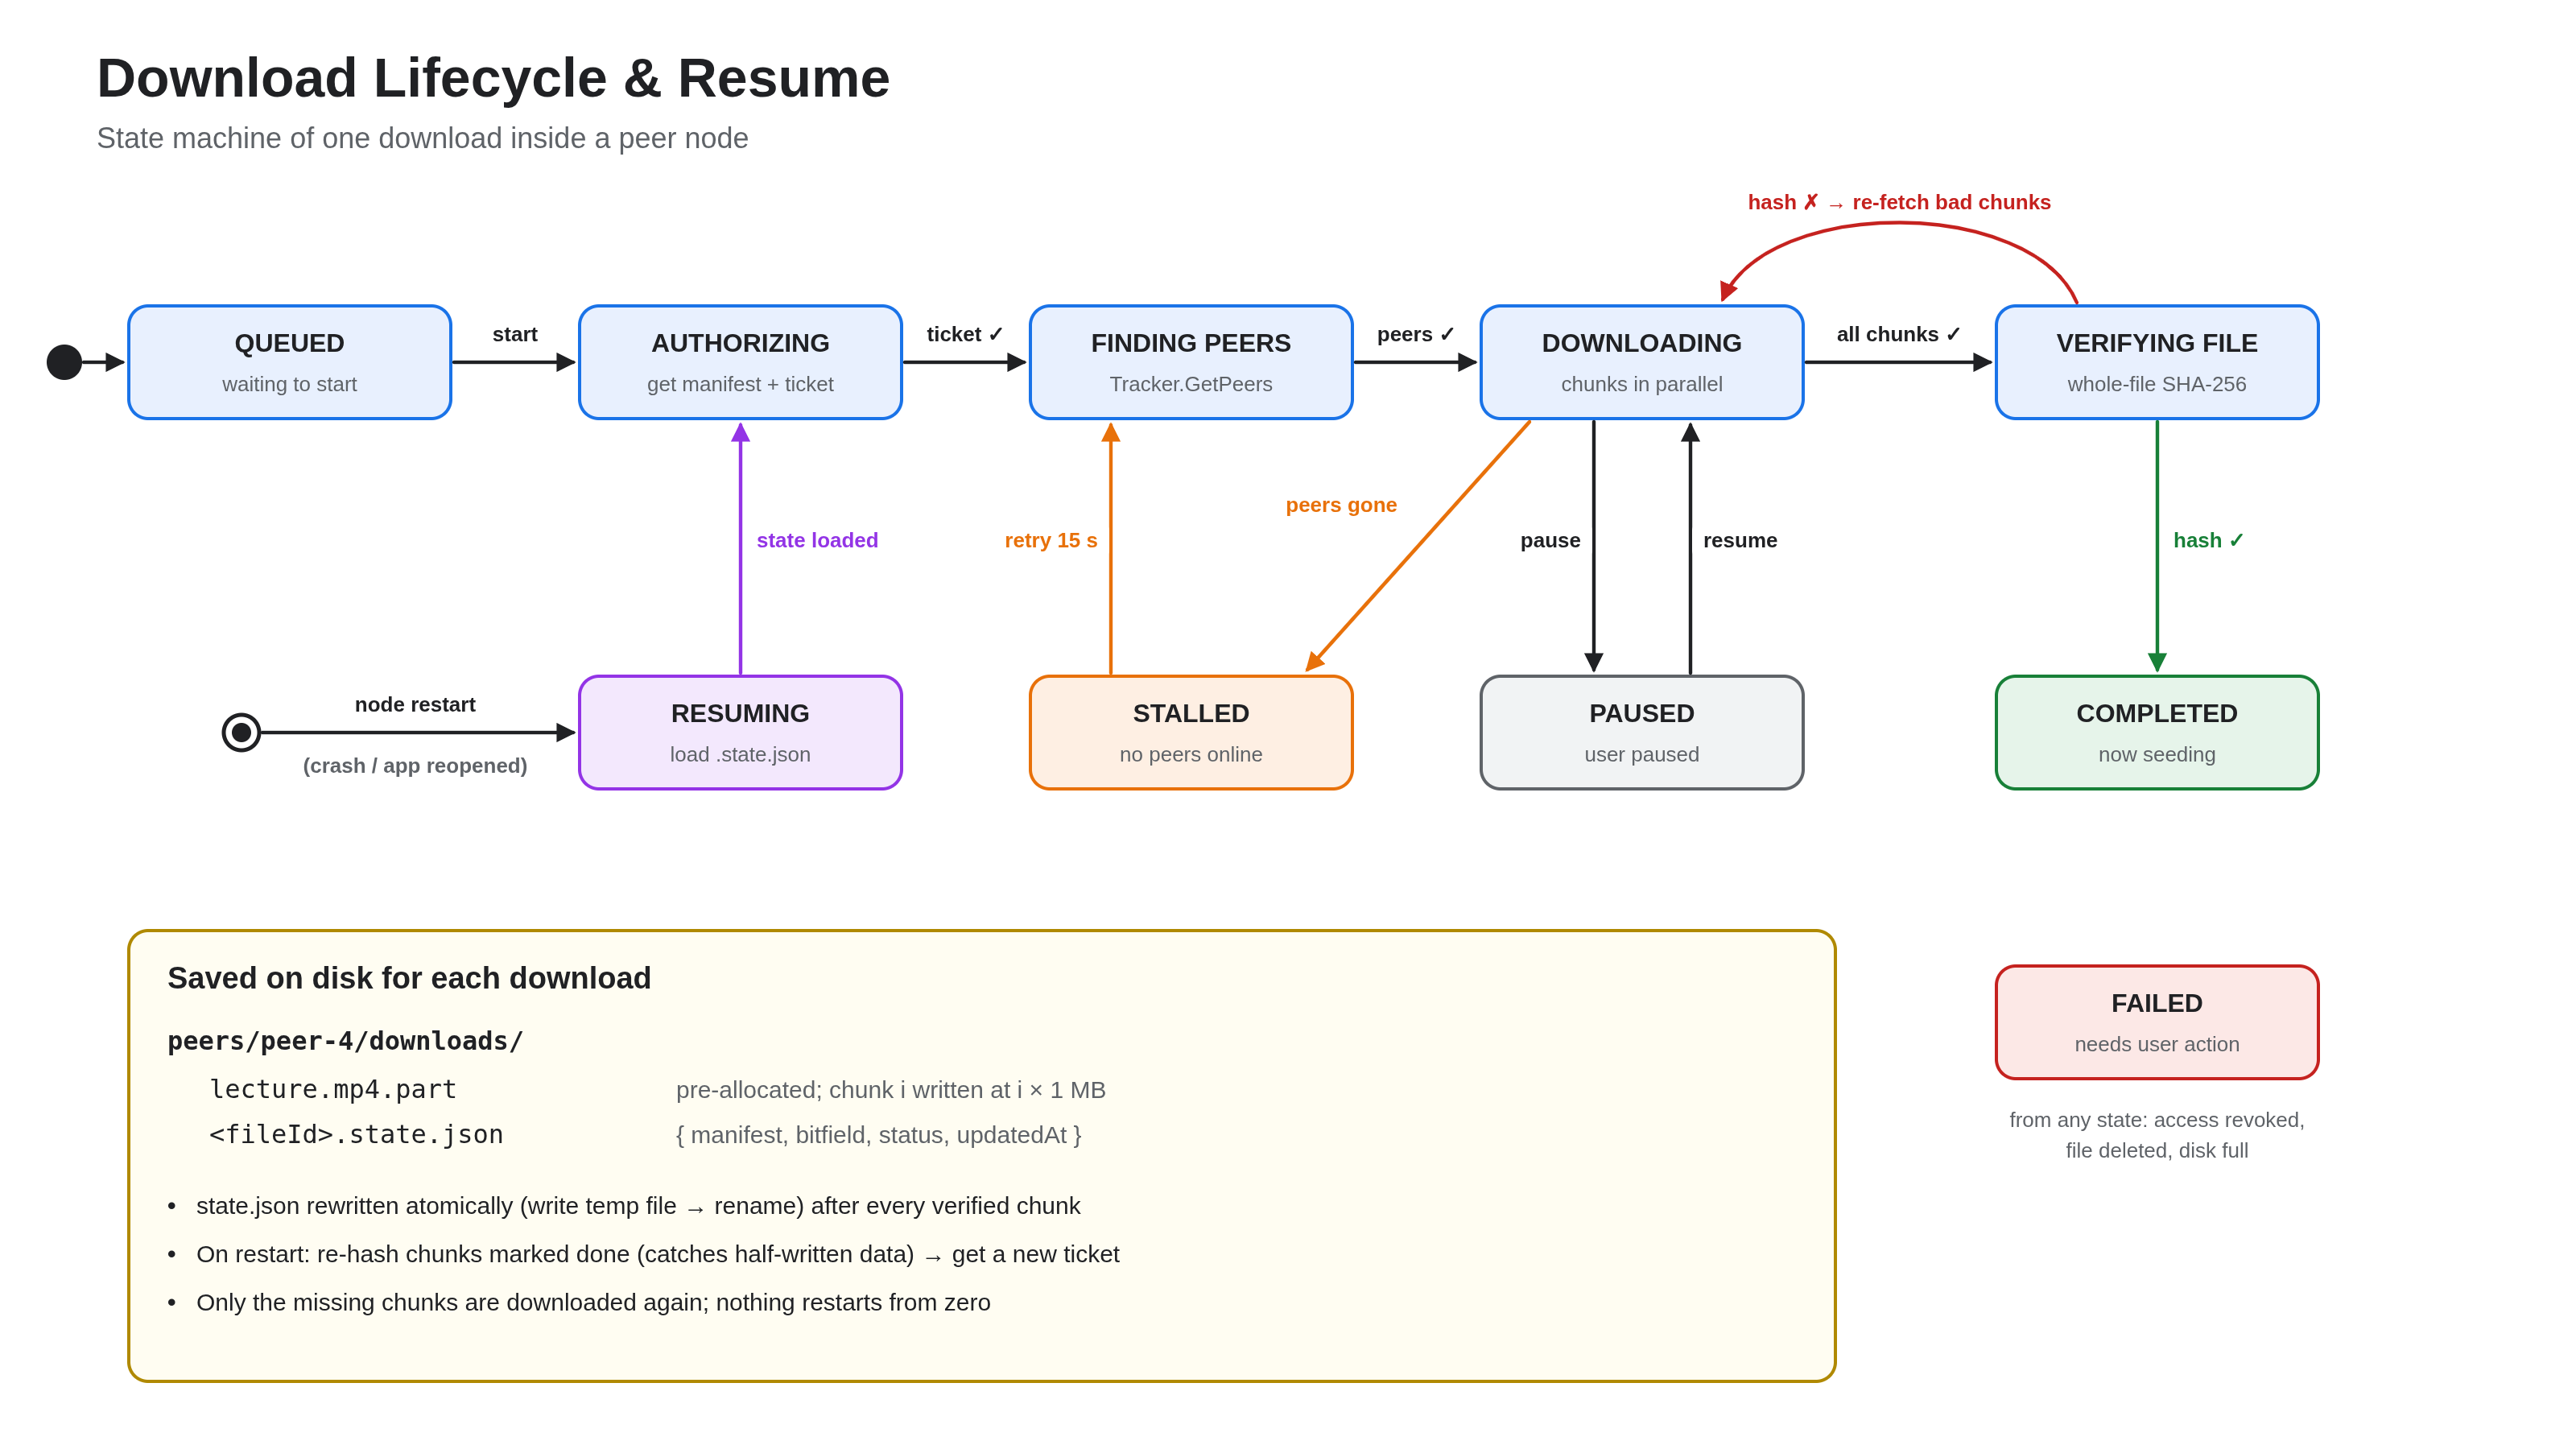 Download Lifecycle & Resume
State machine of one download inside a peer node
hash ✗ → re-fetch bad chunks
QUEUED
waiting to start
start
AUTHORIZING
get manifest + ticket
ticket ✓
FINDING PEERS
Tracker.GetPeers
peers ✓
DOWNLOADING
chunks in parallel
all chunks ✓
VERIFYING FILE
whole-file SHA-256
state loaded
retry 15 s
peers gone
pause
resume
hash ✓
node restart
(crash / app reopened)
RESUMING
load .state.json
STALLED
no peers online
PAUSED
user paused
COMPLETED
now seeding
Saved on disk for each download
peers/peer-4/downloads/
lecture.mp4.part pre-allocated; chunk i written at i × 1 MB
<fileId>.state.json { manifest, bitfield, status, updatedAt }
• state.json rewritten atomically (write temp file → rename) after every verified chunk
• On restart: re-hash chunks marked done (catches half-written data) → get a new ticket
• Only the missing chunks are downloaded again; nothing restarts from zero
FAILED
needs user action
from any state: access revoked,
file deleted, disk full